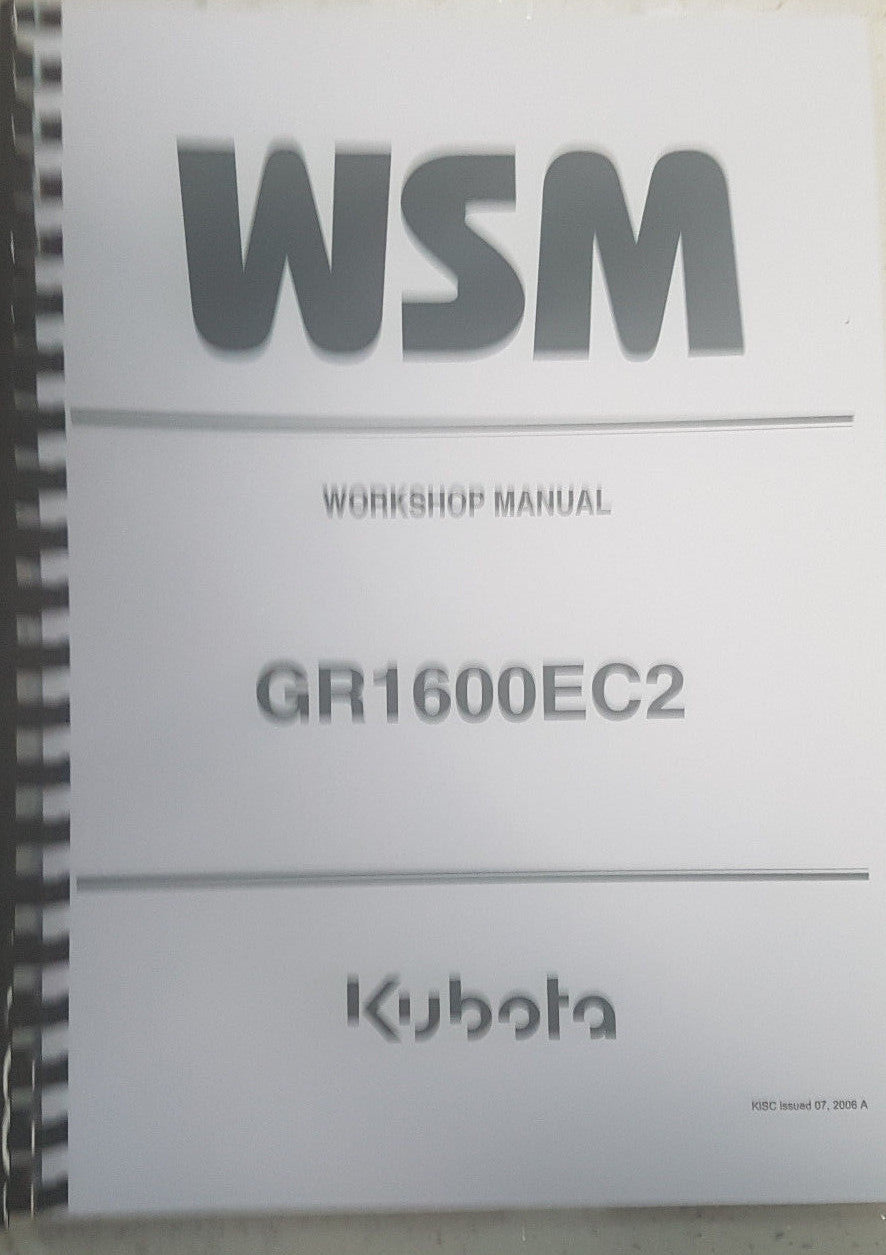 WSM
WORKSHOP MANUAL
GR1600EC2
Kubota
KISC issued 07, 2006 A